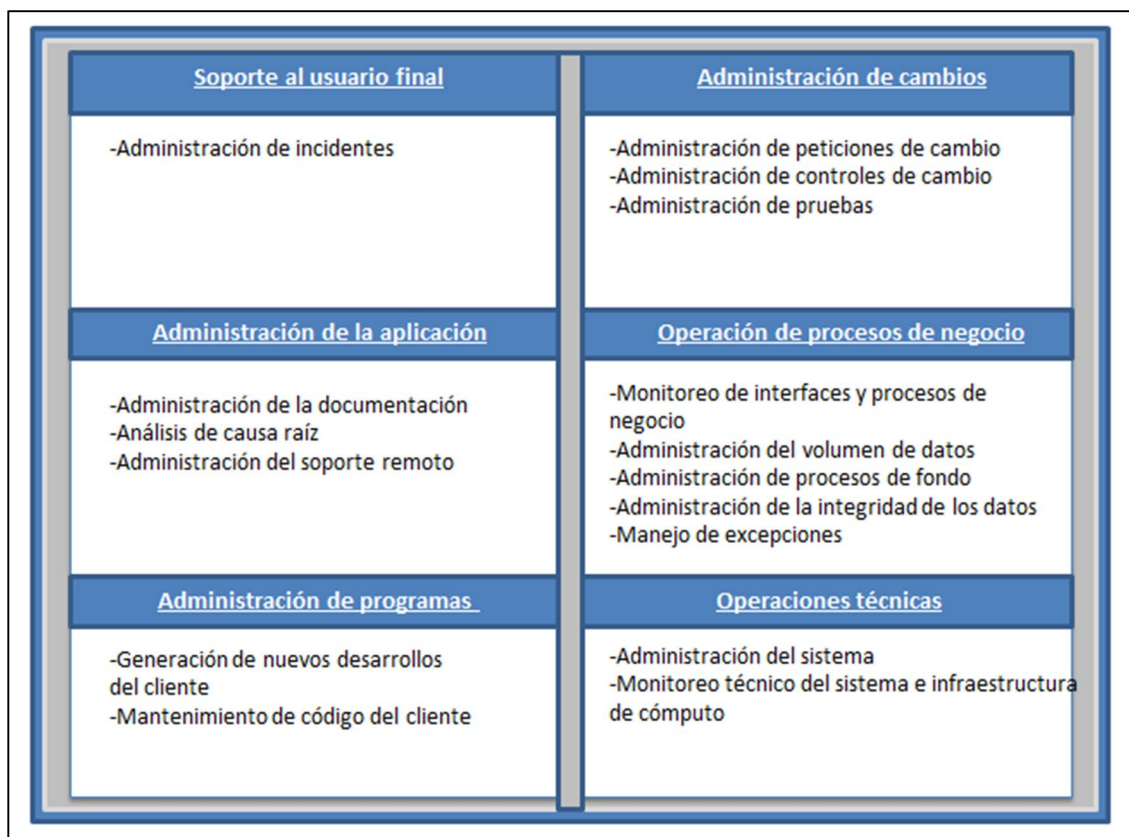 Soporte al usuario final
-Administración de incidentes
Administración de cambios
-Administración de peticiones de cambio
-Administración de controles de cambio
-Administración de pruebas
Administración de la aplicación
-Administración de la documentación
-Análisis de causa raíz
-Administración del soporte remoto
Operación de procesos de negocio
-Monitoreo de interfaces y procesos de
negocio
-Administración del volumen de datos
-Administración de procesos de fondo
-Administración de la integridad de los datos
-Manejo de excepciones
Administración de programas
-Generación de nuevos desarrollos
del cliente
-Mantenimiento de código del cliente
Operaciones técnicas
-Administración del sistema
-Monitoreo técnico del sistema e infraestructura
de cómputo